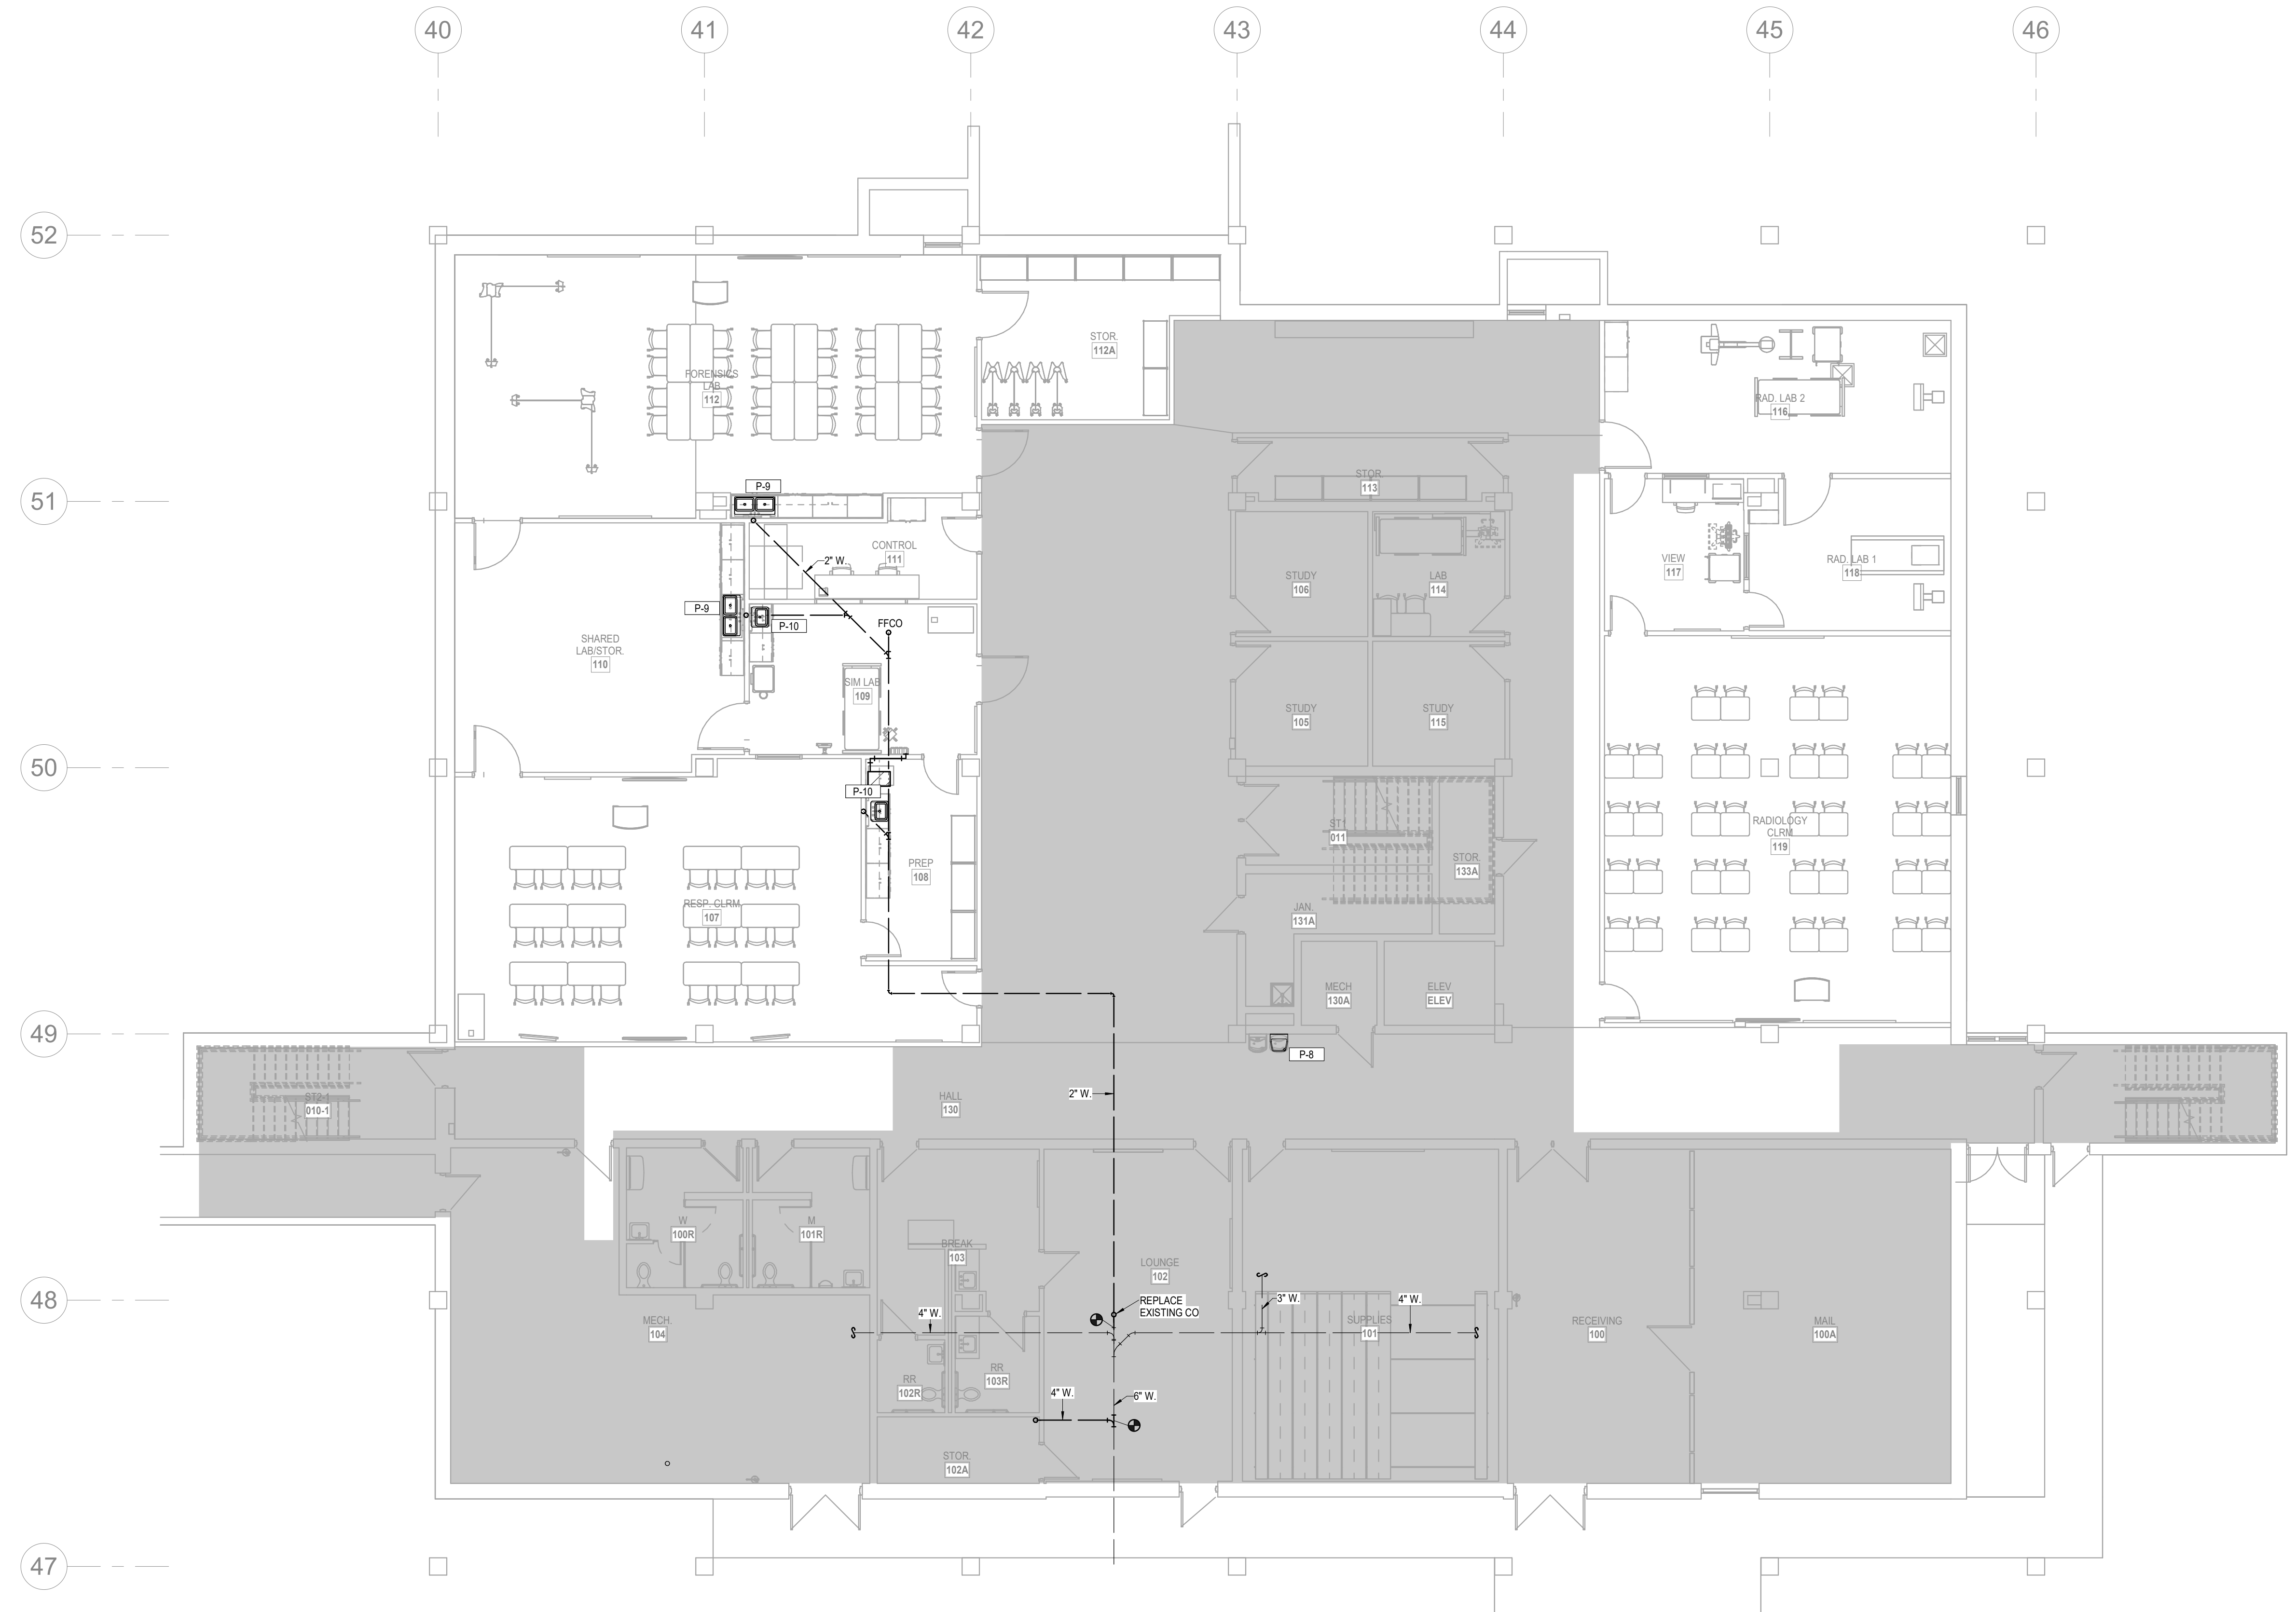 40
41
42
43
44
45
46
52
STOR.
112A
FORENSICS
LAB
112
RAD. LAB 2
116
51
P-9
STOR.
113
CONTROL
111
2" W.
STUDY
106
LAB
114
VIEW
117
RAD. LAB 1
118
P-9
P-10
FFCO
SHARED
LAB/STOR.
110
SIM LAB
109
STUDY
105
STUDY
115
50
P-10
PREP
108
RESP. CLRM.
107
ST1
011
STOR.
133A
RADIOLOGY
CLRM
119
JAN.
131A
MECH
130A
ELEV
ELEV
49
P-8
ST2-1
010-1
HALL
130
2" W.
W
100R
M
101R
BREAK
103
LOUNGE
102
48
REPLACE
EXISTING CO
3" W.
4" W.
4" W.
MECH.
104
SUPPLIES
101
RECEIVING
100
MAIL
100A
RR
102R
RR
103R
4" W.
6" W.
STOR.
102A
47